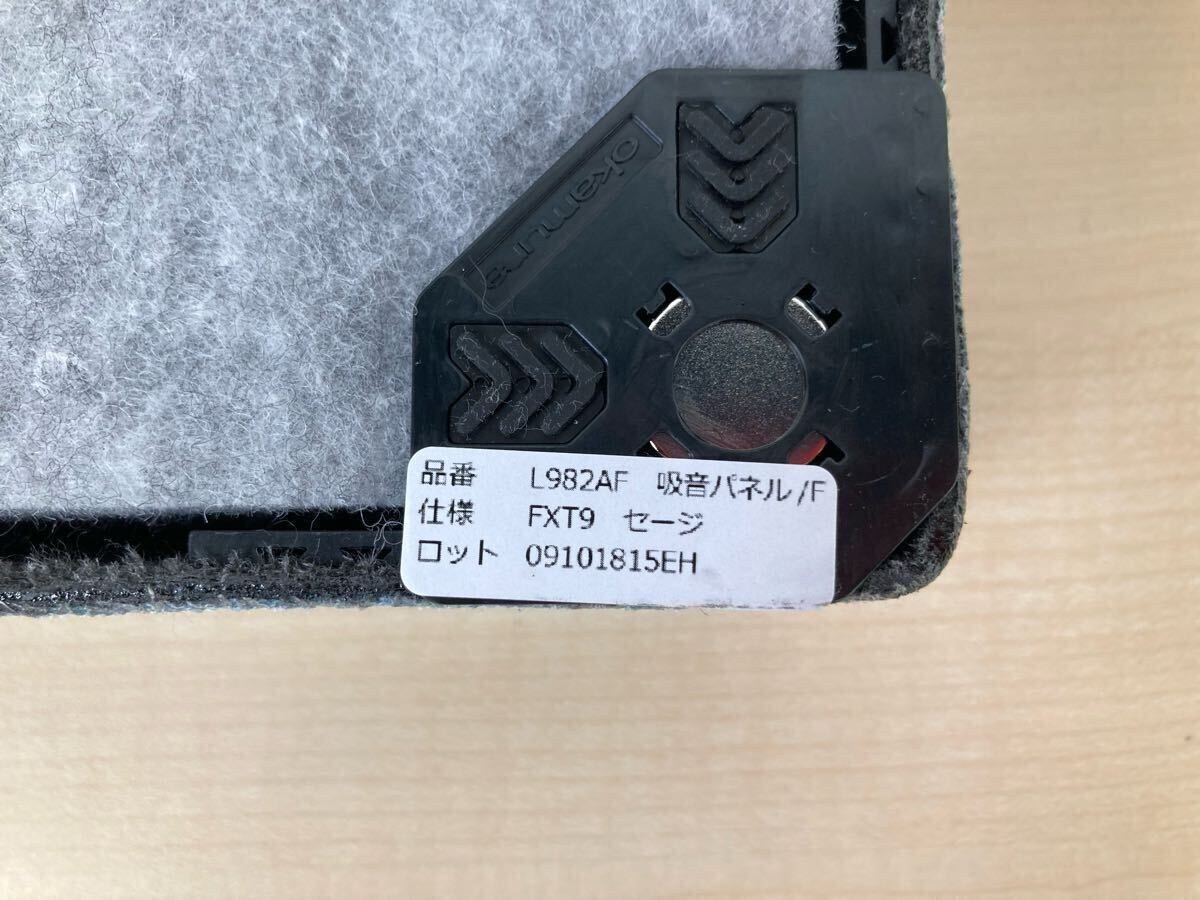 okamura
品番 L982AF 吸音パネル/F
仕様 FXT9 セージ
ロット 09101815EH